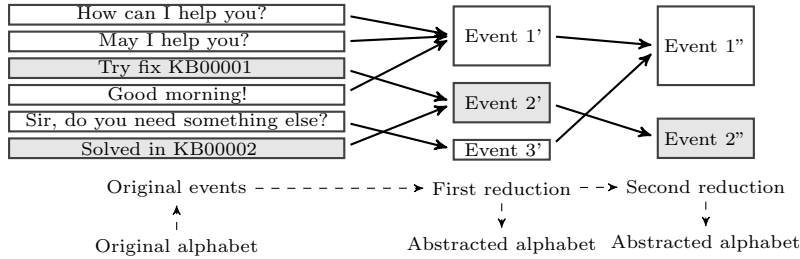 How can I help you?
May I help you?
Try fix KB00001
Good morning!
Sir, do you need something else?
Solved in KB00002
Event 1'
Event 2'
Event 3'
Event 1''
Event 2''
Original events
First reduction
Second reduction
Original alphabet
Abstracted alphabet
Abstracted alphabet